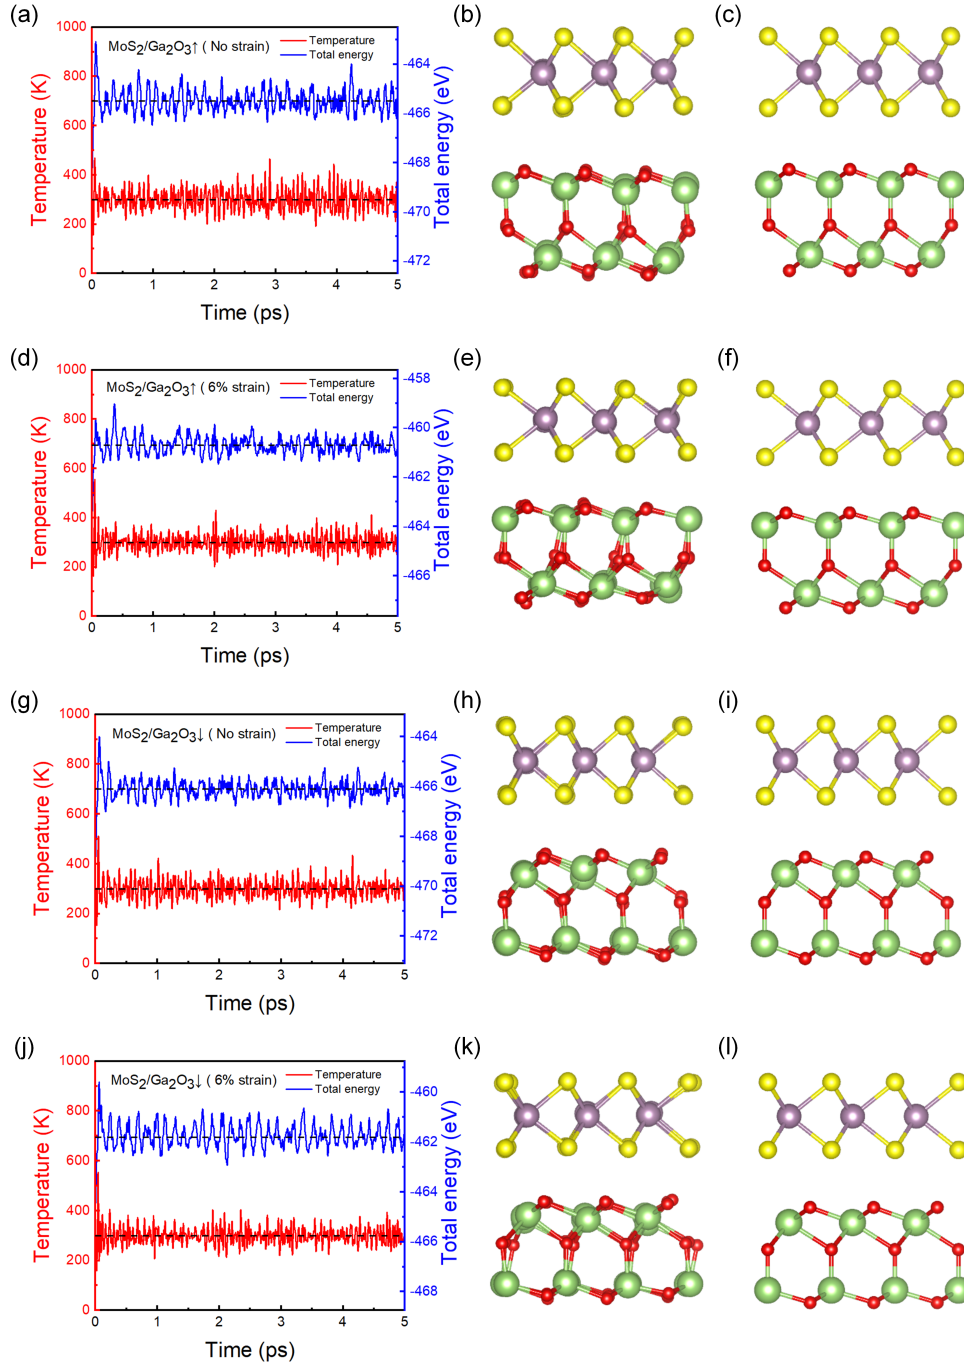 (a)
(b)
(c)
MoS2/Ga2O3↑ ( No strain)
Temperature
Total energy
1000
800
600
400
200
0
Temperature (K)
-464
-466
-468
-470
-472
Total energy (eV)
0 1 2 3 4 5
Time (ps)
(d)
(e)
(f)
MoS2/Ga2O3↑ ( 6% strain)
Temperature
Total energy
1000
800
600
400
200
0
Temperature (K)
-458
-460
-462
-464
-466
Total energy (eV)
0 1 2 3 4 5
Time (ps)
(g)
(h)
(i)
MoS2/Ga2O3↓ (No strain)
Temperature
Total energy
1000
800
600
400
200
0
Temperature (K)
-464
-466
-468
-470
-472
Total energy (eV)
0 1 2 3 4 5
Time (ps)
(j)
(k)
(l)
MoS2/Ga2O3↓ ( 6% strain)
Temperature
Total energy
1000
800
600
400
200
0
Temperature (K)
-460
-462
-464
-466
-468
Total energy (eV)
0 1 2 3 4 5
Time (ps)